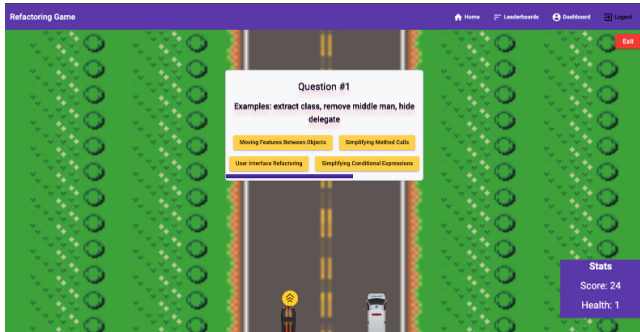 Refactoring Game
Home
Leaderboards
Dashboard
Logout
Exit
Question #1
Examples: extract class, remove middle man, hide
delegate
Moving Features Between Objects
Simplifying Method Calls
User Interface Refactoring
Simplifying Conditional Expressions
Stats
Score: 24
Health: 1